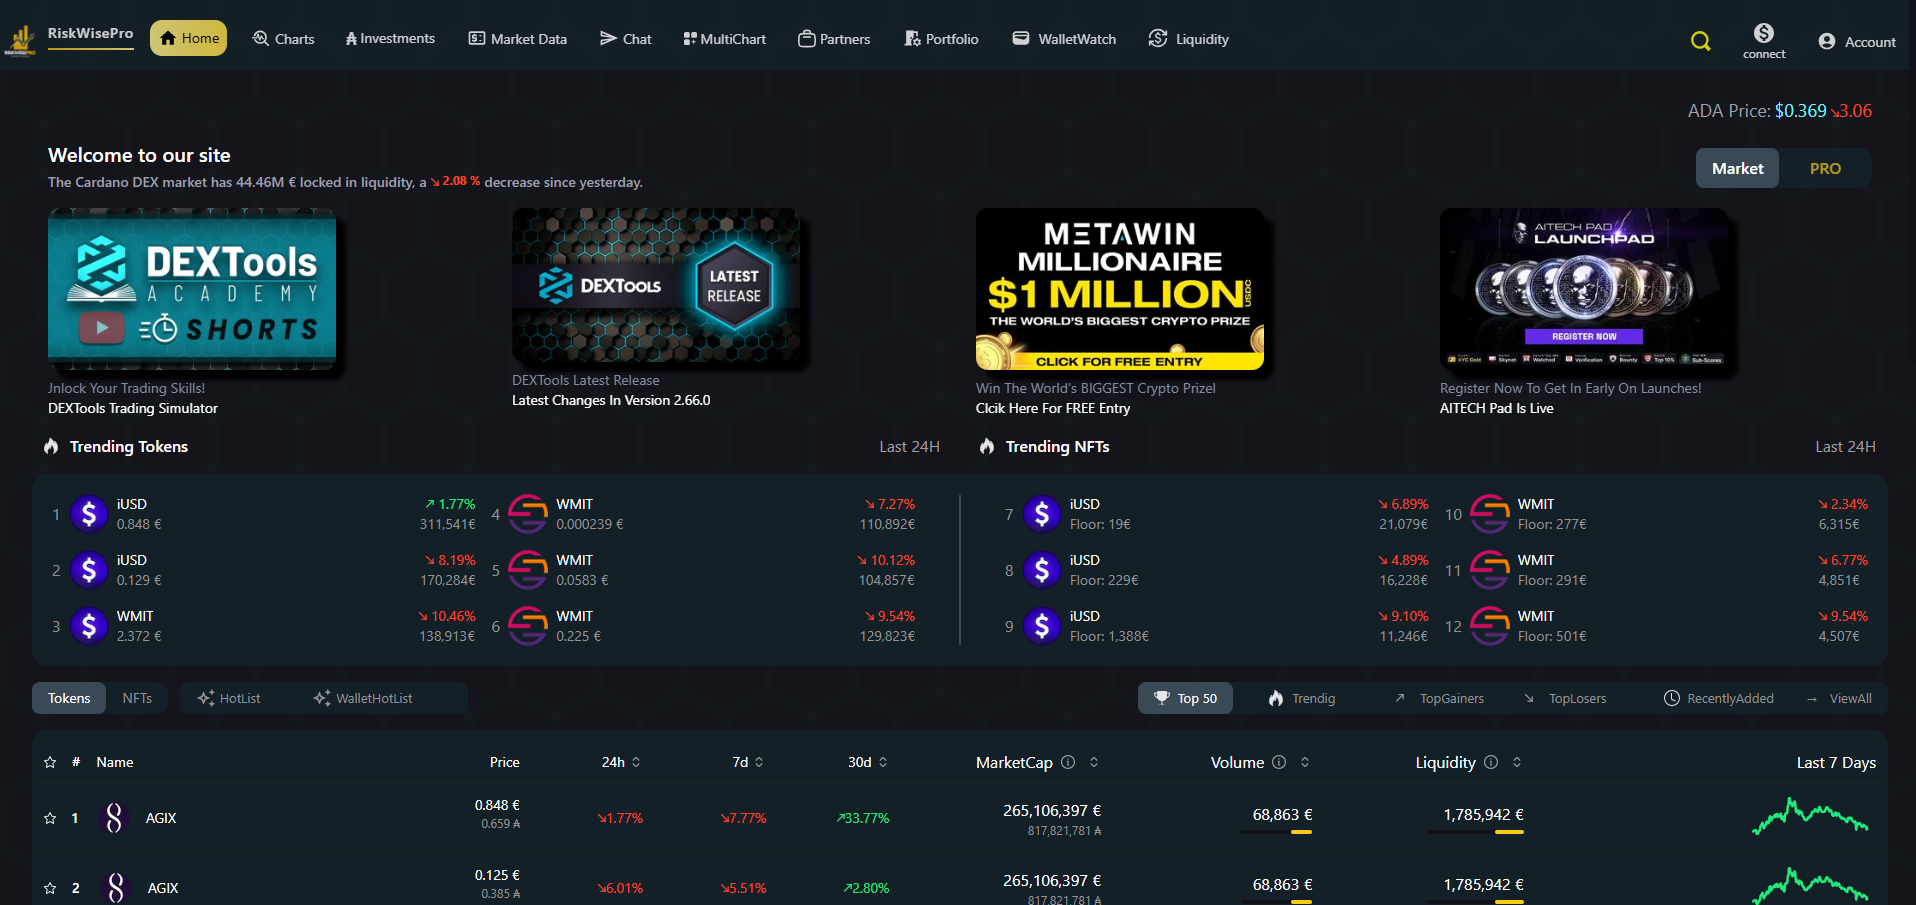 RiskWisePro Home Charts Investments Market Data Chat MultiChart Partners Portfolio WalletWatch Liquidity connect Account
ADA Price: $0.369 ↘3.06
Welcome to our site
The Cardano DEX market has 44.46M € locked in liquidity, a ↘ 2.08 % decrease since yesterday.
Market PRO
DEXTools
ACADEMY
SHORTS
Jnlock Your Trading Skills!
DEXTools Trading Simulator
DEXTools
LATEST
RELEASE
DEXTools Latest Release
Latest Changes In Version 2.66.0
METAWIN
MILLIONAIRE
$1 MILLION USDC
THE WORLD'S BIGGEST CRYPTO PRIZE
CLICK FOR FREE ENTRY
Win The World's BIGGEST Crypto Prizel
Clcik Here For FREE Entry
AITECH PAD
LAUNCHPAD
REGISTER NOW
Register Now To Get In Early On Launches!
AITECH Pad Is Live
Trending Tokens Last 24H
1 iUSD ↗ 1.77%
0.848 € 311,541€
2 iUSD ↘ 8.19%
0.129 € 170,284€
3 WMIT ↘ 10.46%
2.372 € 138,913€
4 WMIT ↘ 7.27%
0.000239 € 110,892€
5 WMIT ↘ 10.12%
0.0583 € 104,857€
6 WMIT ↘ 9.54%
0.225 € 129,823€
Trending NFTs Last 24H
7 iUSD ↘ 6.89%
Floor: 19€ 21,079€
8 iUSD ↘ 4.89%
Floor: 229€ 16,228€
9 iUSD ↘ 9.10%
Floor: 1,388€ 11,246€
10 WMIT ↘ 2.34%
Floor: 277€ 6,315€
11 WMIT ↘ 6.77%
Floor: 291€ 4,851€
12 WMIT ↘ 9.54%
Floor: 501€ 4,507€
Tokens NFTs HotList WalletHotList Top 50 Trendig ↗ TopGainers ↘ TopLosers RecentlyAdded → ViewAll
# Name Price 24h 7d 30d MarketCap Volume Liquidity Last 7 Days
1 AGIX 0.848 € ↘1.77% ↘7.77% ↗33.77% 265,106,397 € 68,863 € 1,785,942 €
0.659 ₳ 817,821,781 ₳
2 AGIX 0.125 € ↘6.01% ↘5.51% ↗2.80% 265,106,397 € 68,863 € 1,785,942 €
0.385 ₳ 817,821,781 ₳